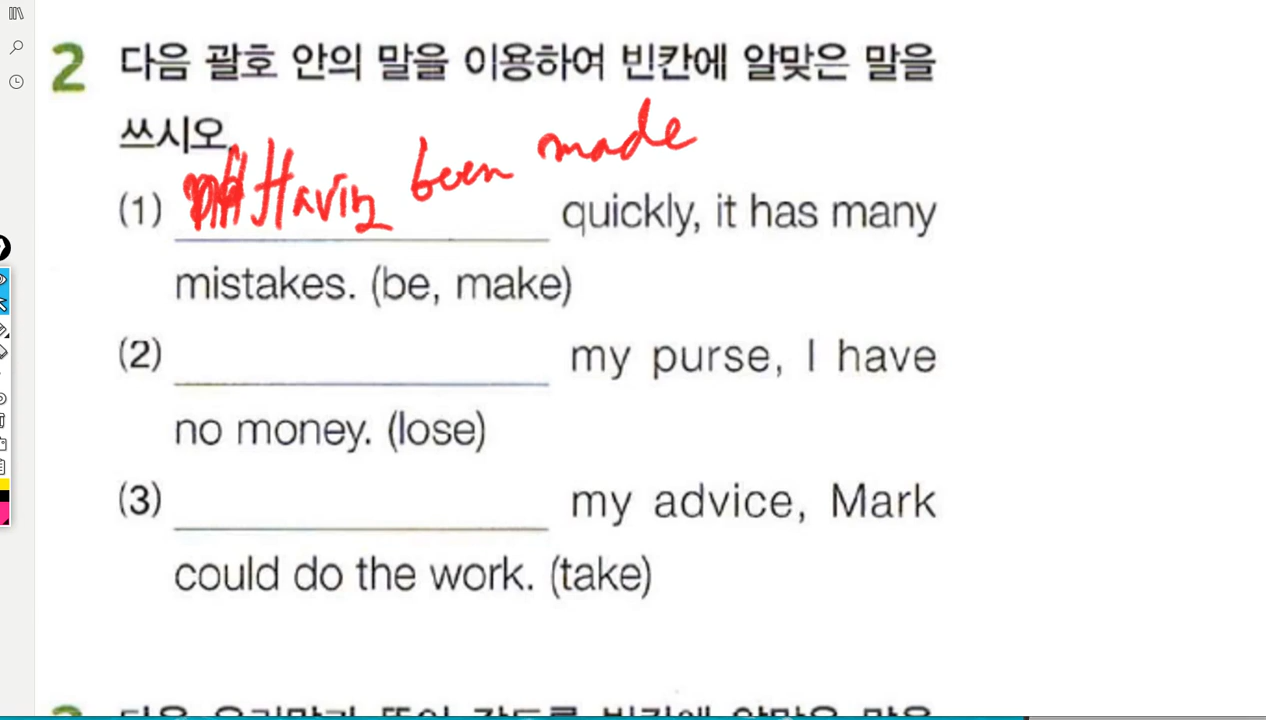 2 다음 괄호 안의 말을 이용하여 빈칸에 알맞은 말을
쓰시오.
Having been made
(1) quickly, it has many
mistakes. (be, make)
(2) my purse, I have
no money. (lose)
(3) my advice, Mark
could do the work. (take)